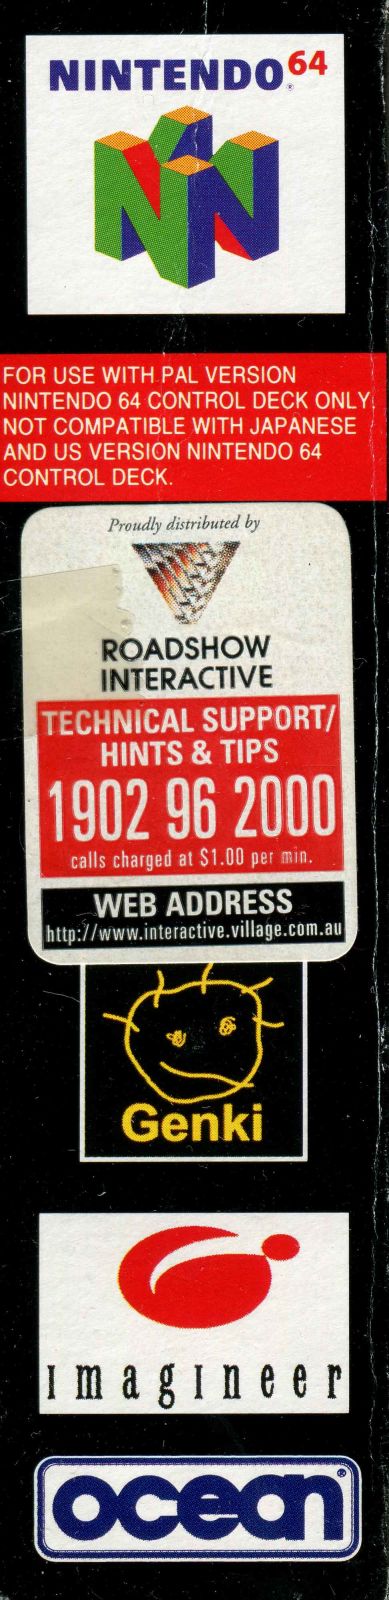 NINTENDO64®
FOR USE WITH PAL VERSION
NINTENDO 64 CONTROL DECK ONLY.
NOT COMPATIBLE WITH JAPANESE
AND US VERSION NINTENDO 64
CONTROL DECK.
Proudly distributed by
ROADSHOW
INTERACTIVE
TECHNICAL SUPPORT/
HINTS & TIPS
1902 96 2000
calls charged at $1.00 per min.
WEB ADDRESS
http://www.interactive.village.com.au
Genki
Imagineer
ocean®